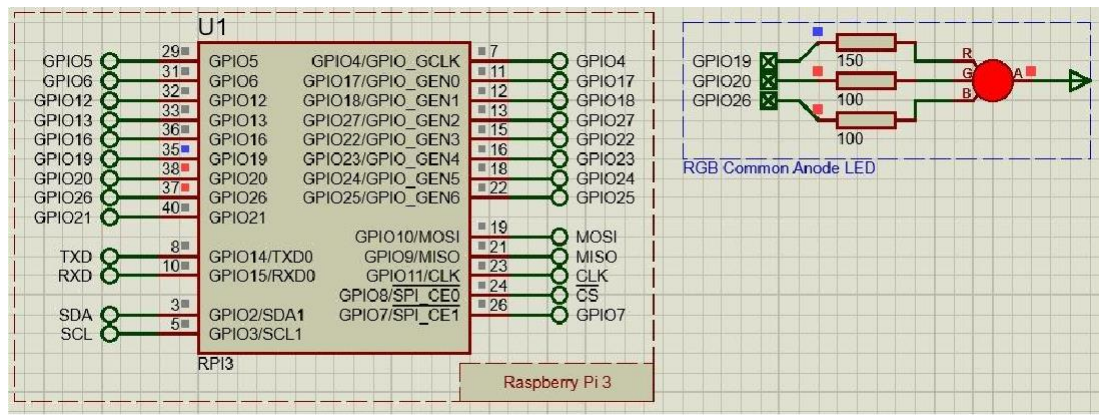 U1
GPIO5 29 GPIO5 GPIO4/GPIO_GCLK 7 GPIO4
GPIO6 31 GPIO6 GPIO17/GPIO_GEN0 11 GPIO17
GPIO12 32 GPIO12 GPIO18/GPIO_GEN1 12 GPIO18
GPIO13 33 GPIO13 GPIO27/GPIO_GEN2 13 GPIO27
GPIO16 36 GPIO16 GPIO22/GPIO_GEN3 15 GPIO22
GPIO19 35 GPIO19 GPIO23/GPIO_GEN4 16 GPIO23
GPIO20 38 GPIO20 GPIO24/GPIO_GEN5 18 GPIO24
GPIO26 37 GPIO26 GPIO25/GPIO_GEN6 22 GPIO25
GPIO21 40 GPIO21
GPIO10/MOSI 19 MOSI
TXD 8 GPIO14/TXD0 GPIO9/MISO 21 MISO
RXD 10 GPIO15/RXD0 GPIO11/CLK 23 CLK
GPIO8/SPI_CE0 24 CS
SDA 3 GPIO2/SDA1 GPIO7/SPI_CE1 26 GPIO7
SCL 5 GPIO3/SCL1
RPI3
Raspberry Pi 3
GPIO19 150 R
GPIO20 100 G A
GPIO26 100 B
RGB Common Anode LED